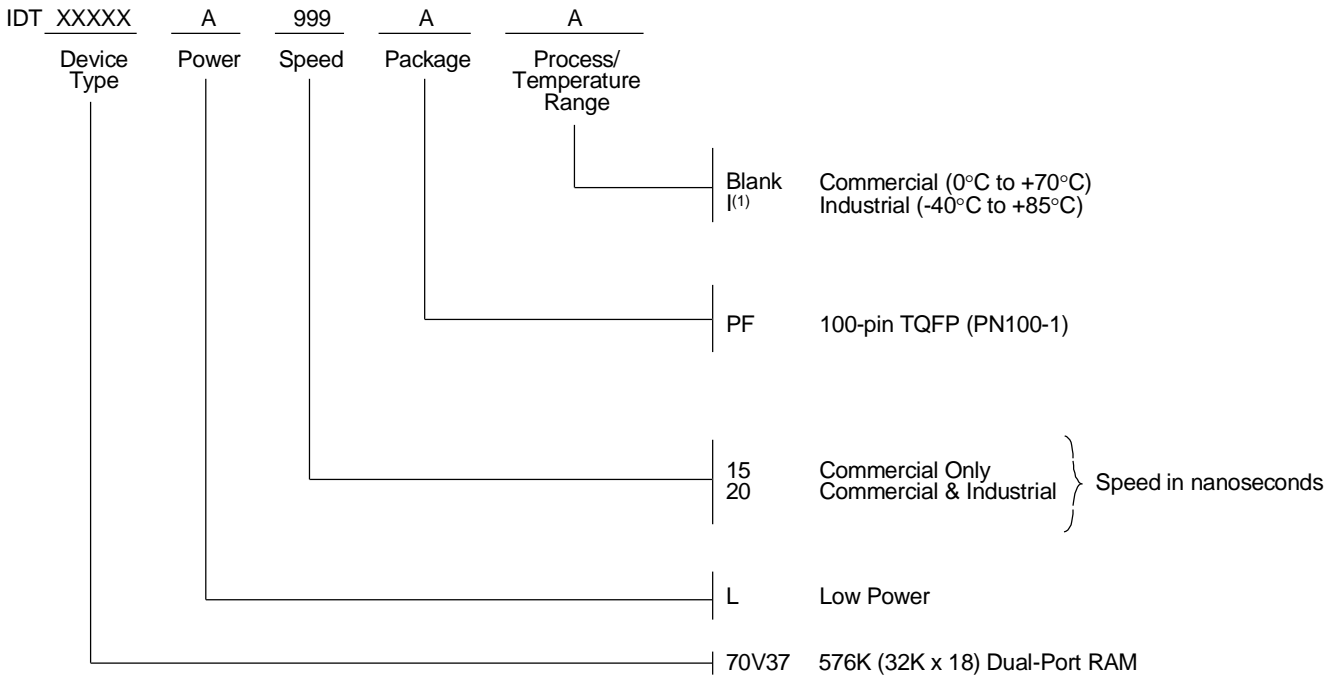 IDT XXXXX A 999 A A
Device Type Power Speed Package Process/ Temperature Range
Blank Commercial (0°C to +70°C)
I(1) Industrial (-40°C to +85°C)
PF 100-pin TQFP (PN100-1)
15 Commercial Only
20 Commercial & Industrial
Speed in nanoseconds
L Low Power
70V37 576K (32K x 18) Dual-Port RAM